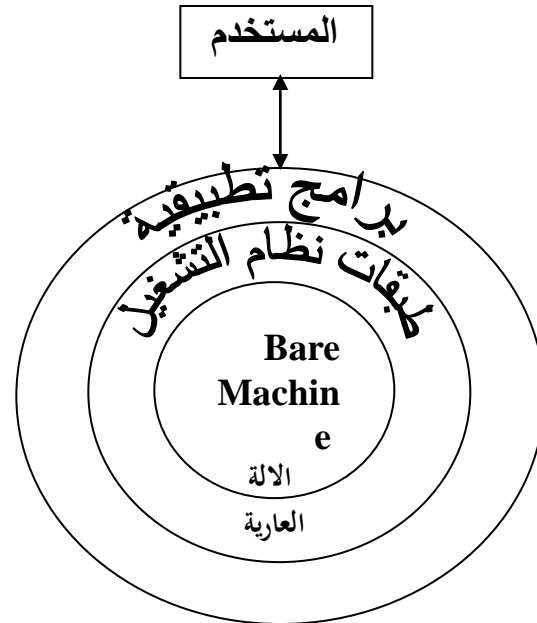 المستخدم
برامج تطبيقية
طبقات نظام التشغيل
Bare
Machin
e
الالة
العارية